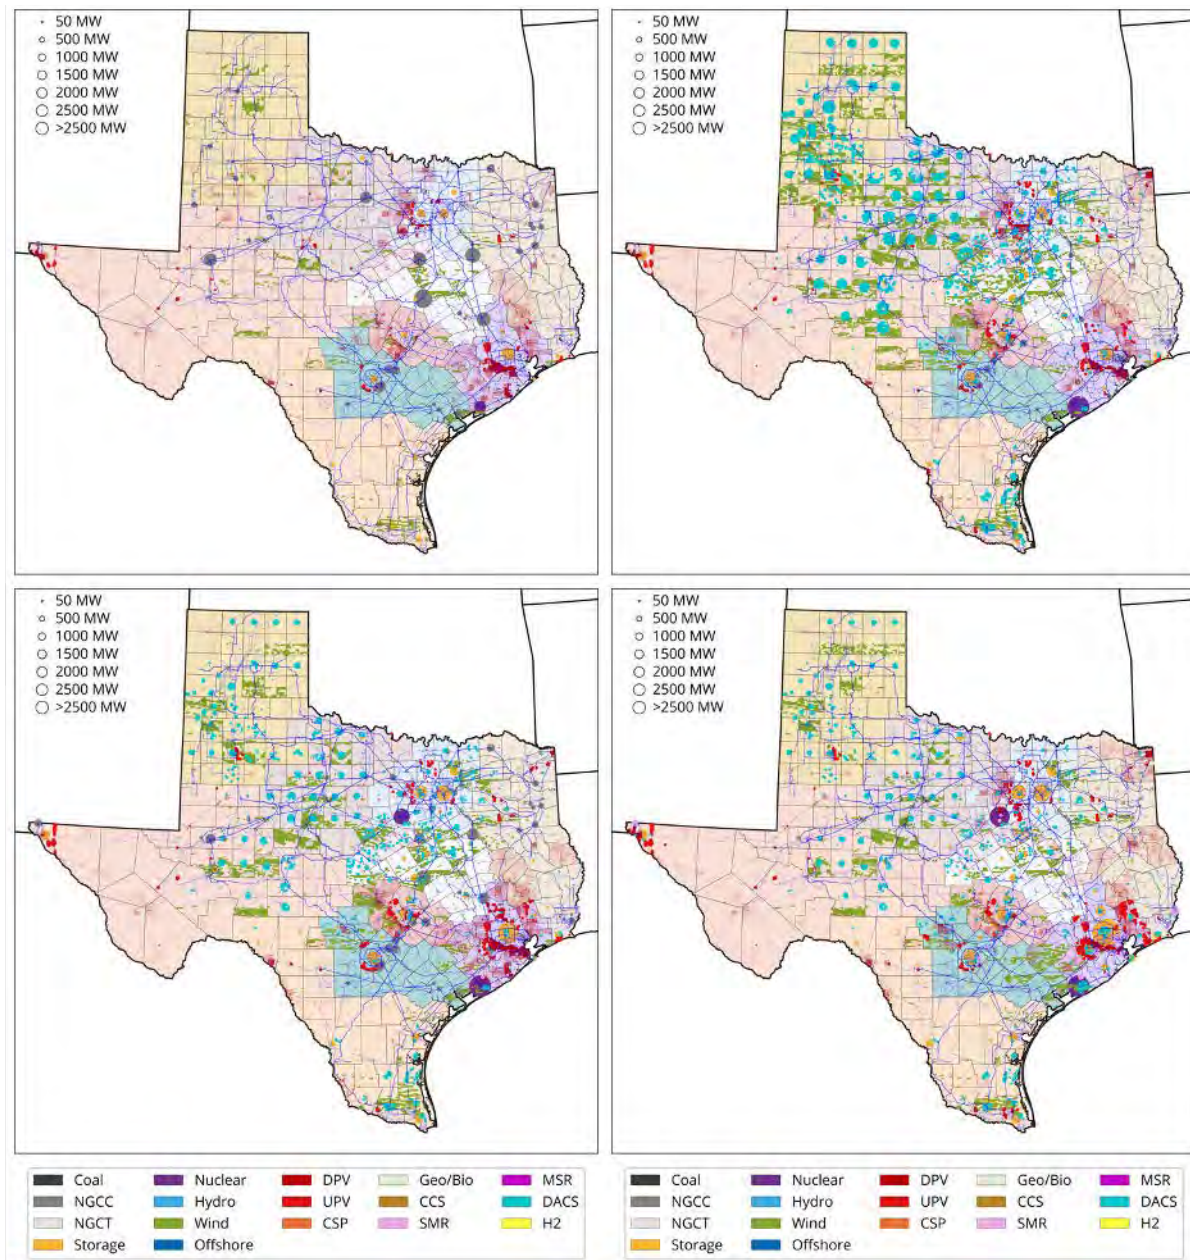 50 MW
500 MW
1000 MW
1500 MW
2000 MW
2500 MW
>2500 MW
50 MW
500 MW
1000 MW
1500 MW
2000 MW
2500 MW
>2500 MW
50 MW
500 MW
1000 MW
1500 MW
2000 MW
2500 MW
>2500 MW
50 MW
500 MW
1000 MW
1500 MW
2000 MW
2500 MW
>2500 MW
Coal Nuclear DPV Geo/Bio MSR
NGCC Hydro UPV CCS DACS
NGCT Wind CSP SMR H2
Storage Offshore
Coal Nuclear DPV Geo/Bio MSR
NGCC Hydro UPV CCS DACS
NGCT Wind CSP SMR H2
Storage Offshore